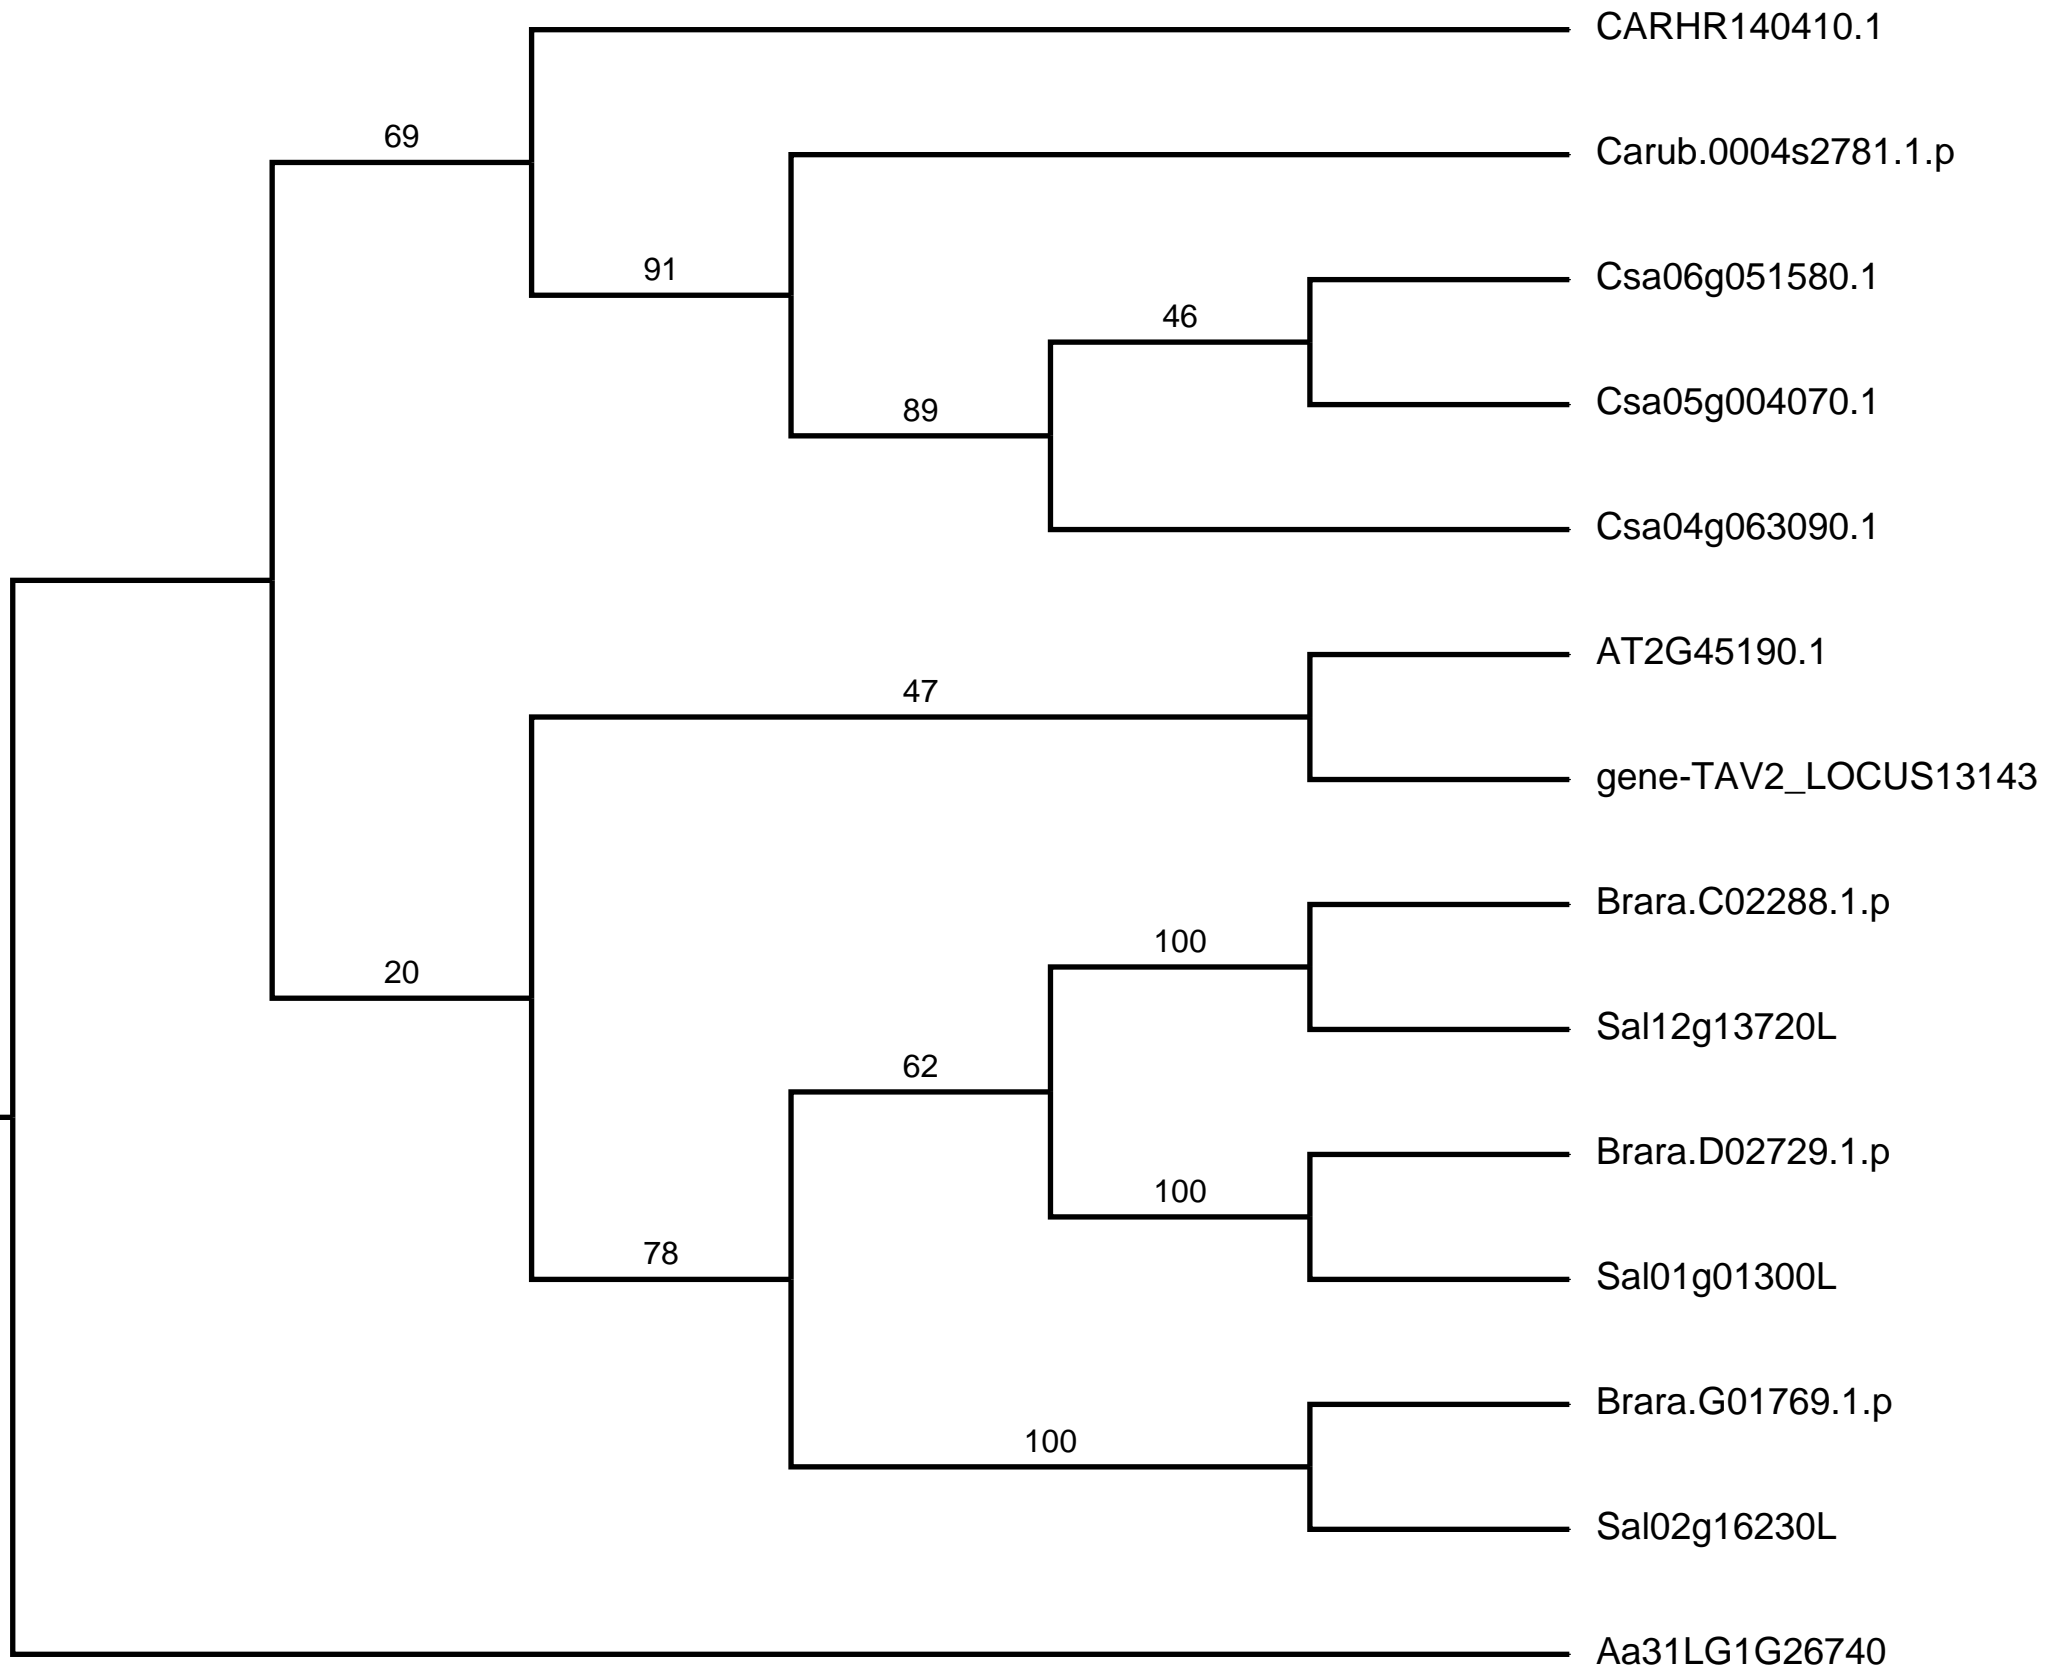 CARHR140410.1
69
Carub.0004s2781.1.p
91
Csa06g051580.1
46
Csa05g004070.1
89
Csa04g063090.1
AT2G45190.1
47
gene-TAV2_LOCUS13143
Brara.C02288.1.p
100
20
Sal12g13720L
62
Brara.D02729.1.p
100
78
Sal01g01300L
Brara.G01769.1.p
100
Sal02g16230L
Aa31LG1G26740